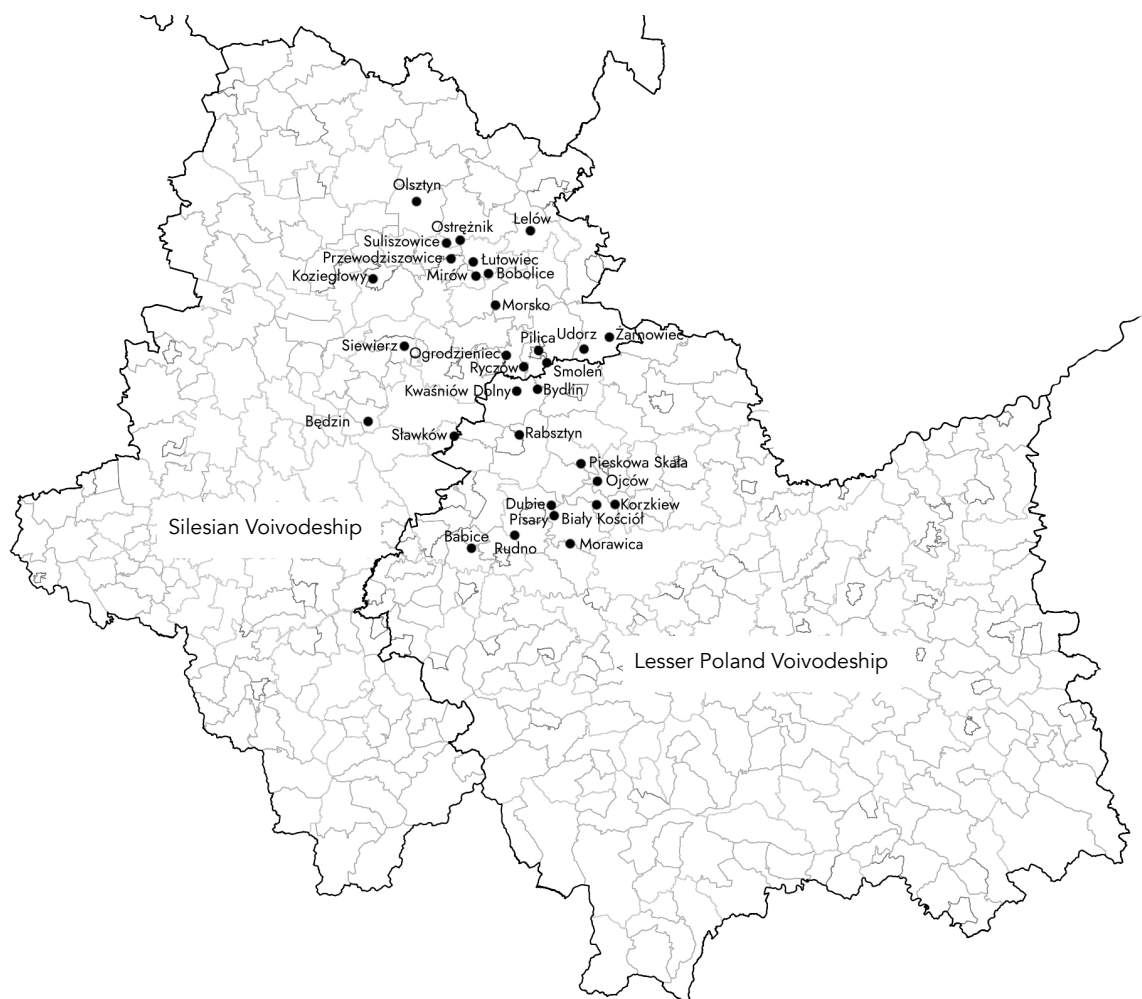 Olsztyn
Lelów
Ostrężnik
Suliszowice
Przewodziszowice
Lutowiec
Koziegłowy
Mirów
Bobolice
Morsko
Żarnowiec
Udorz
Pilica
Siewierz
Ogrodzieniec
Ryczów
Smoleń
Kwaśniów Dolny
Bydlin
Będzin
Sławków
Rabsztyn
Pieskowa Skała
Ojców
Dubie
Korzkiew
Pisary
Biały Kościół
Silesian Voivodeship
Babice
Rudno
Morawica
Lesser Poland Voivodeship